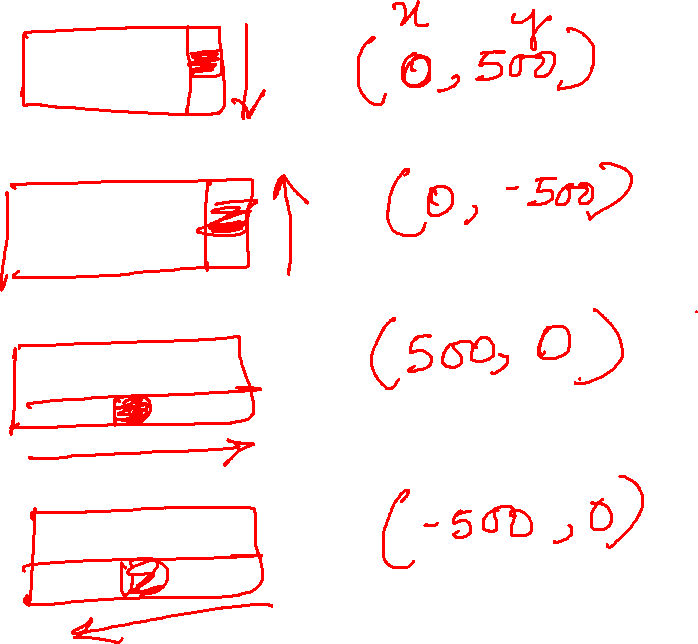 x y
(0, 500)
(0, -500)
(500, 0)
(-500, 0)